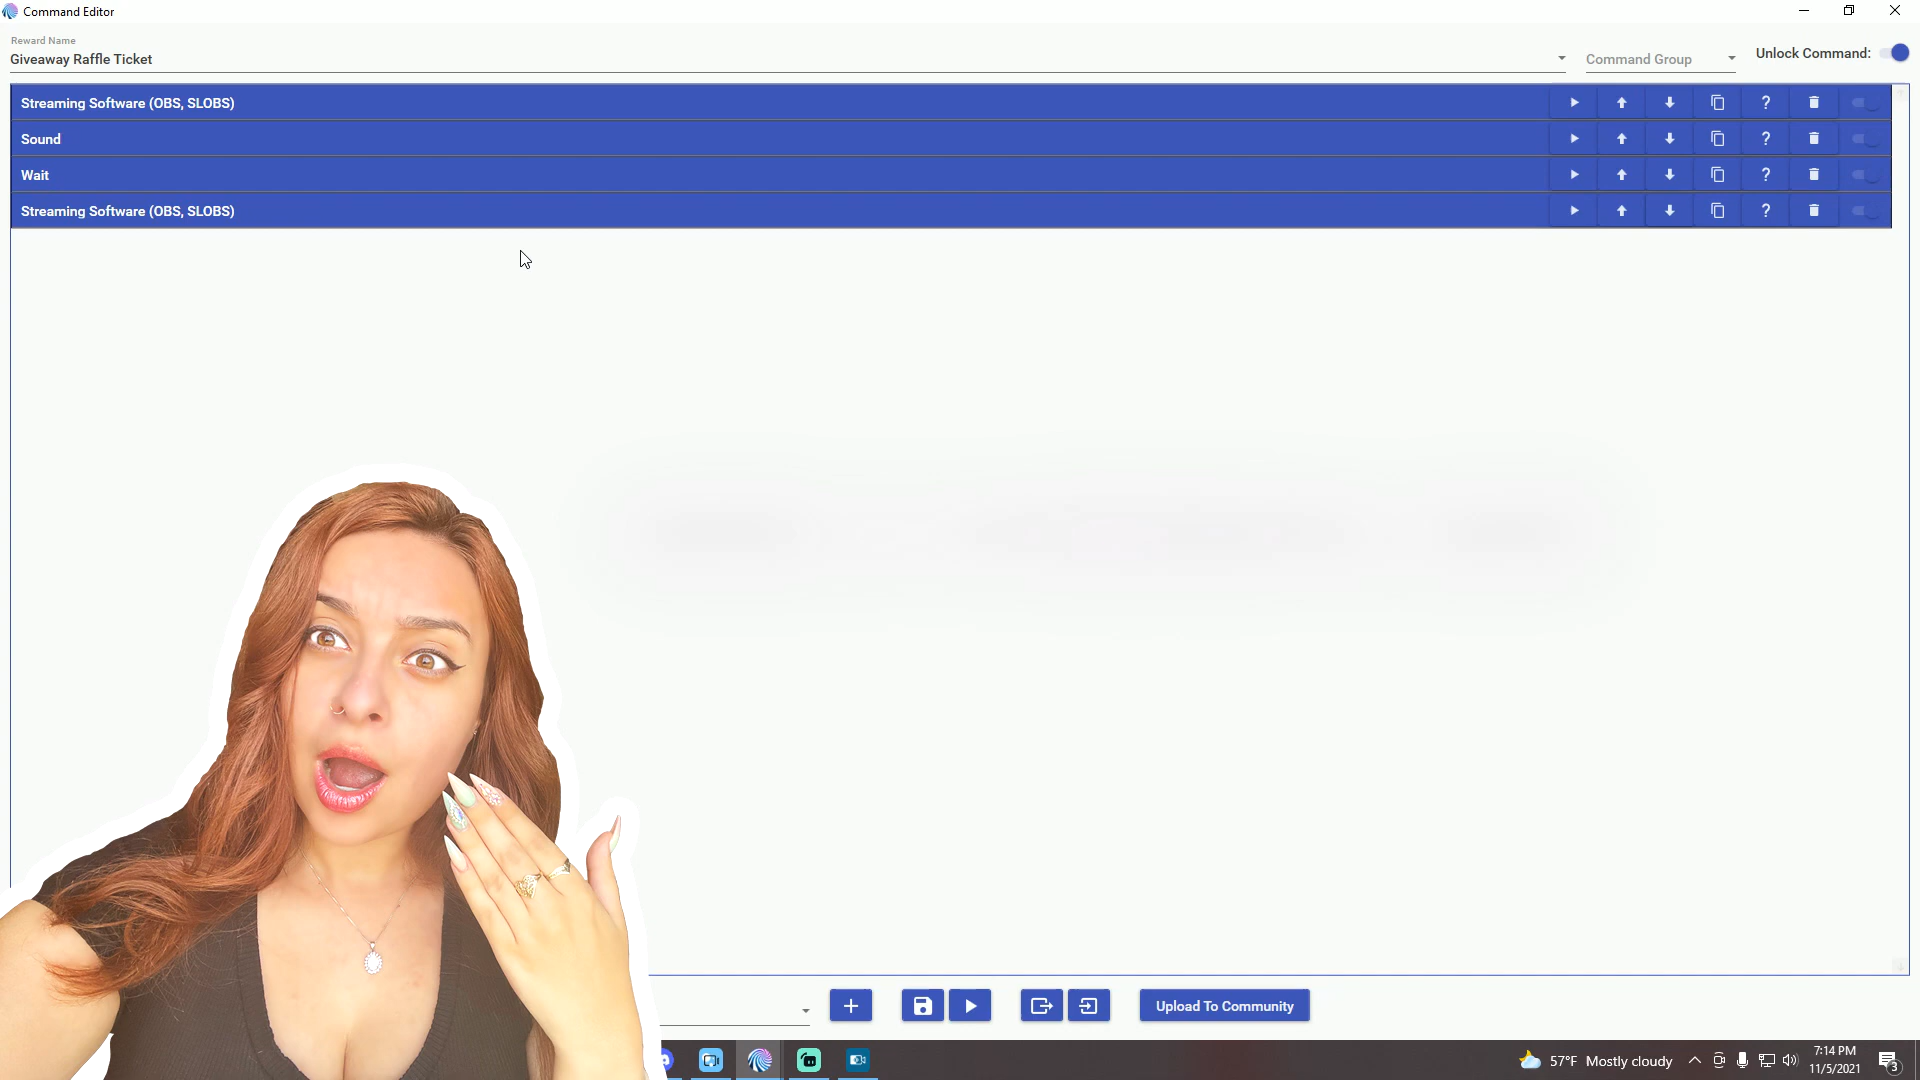 Command Editor
Reward Name
Giveaway Raffle Ticket
Command Group
Unlock Command:
Streaming Software (OBS, SLOBS)
?
Sound
?
Wait
?
Streaming Software (OBS, SLOBS)
?
Upload To Community
57°F Mostly cloudy
7:14 PM
11/5/2021
3